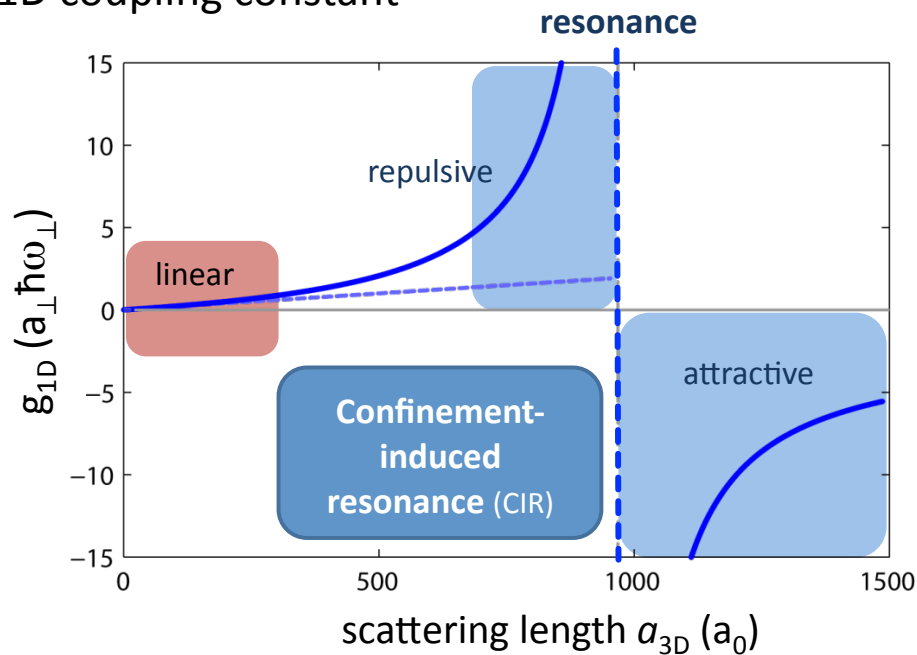 1D coupling constant
resonance
15
10
5
0
−5
−10
−15
g1D (a⊥ħω⊥)
repulsive
linear
attractive
Confinement-
induced
resonance (CIR)
0
500
1000
1500
scattering length a3D (a0)